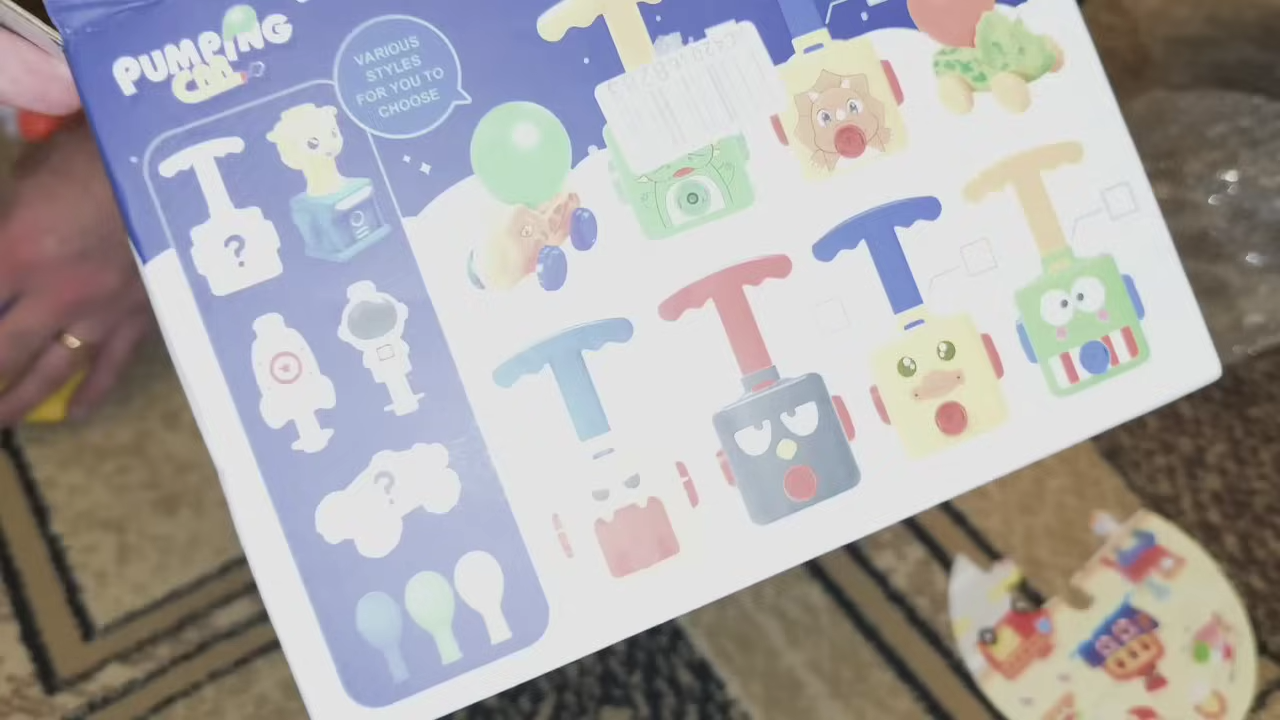 PUMPING
CAR
VARIOUS
STYLES
FOR YOU TO
CHOOSE
?
?